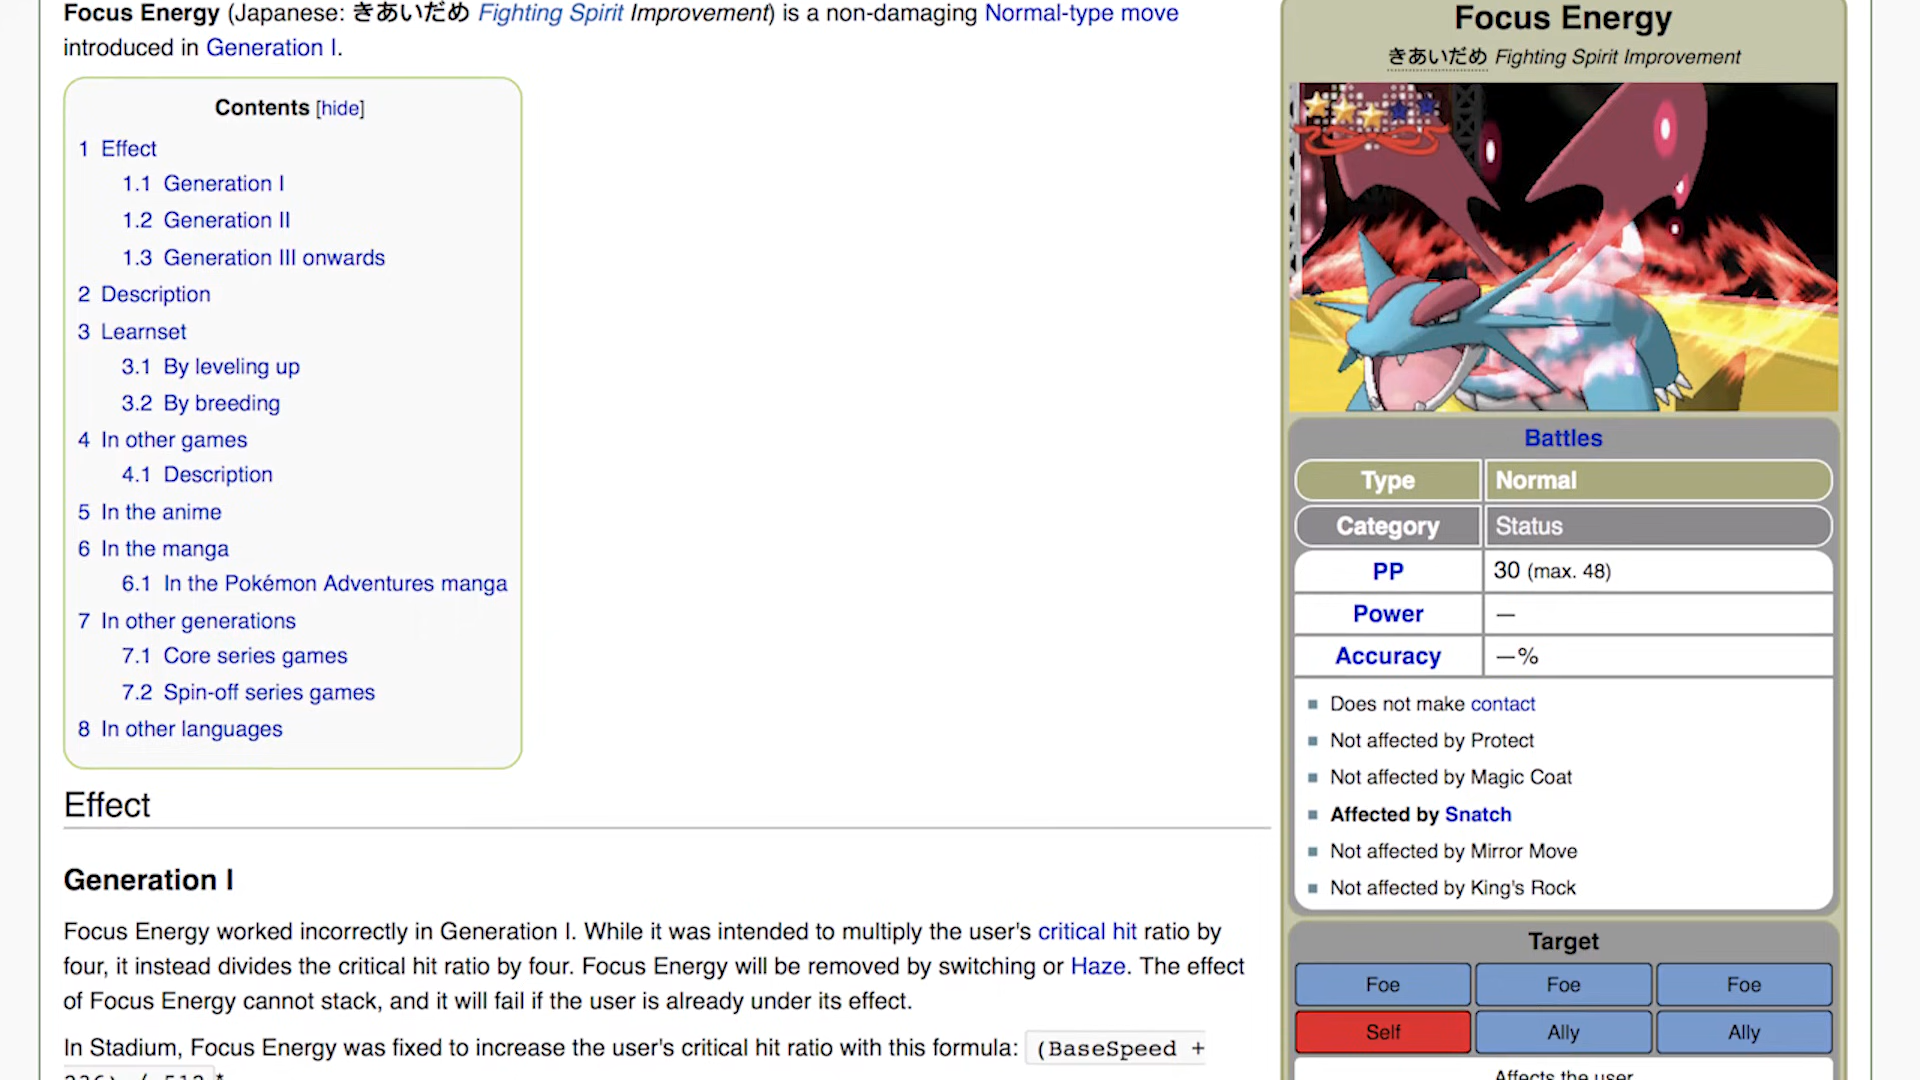 Focus Energy (Japanese: きあいだめ Fighting Spirit Improvement) is a non-damaging Normal-type move
introduced in Generation I.
Contents [hide]
1 Effect
1.1 Generation I
1.2 Generation II
1.3 Generation III onwards
2 Description
3 Learnset
3.1 By leveling up
3.2 By breeding
4 In other games
4.1 Description
5 In the anime
6 In the manga
6.1 In the Pokémon Adventures manga
7 In other generations
7.1 Core series games
7.2 Spin-off series games
8 In other languages
Effect
Generation I
Focus Energy worked incorrectly in Generation I. While it was intended to multiply the user's critical hit ratio by
four, it instead divides the critical hit ratio by four. Focus Energy will be removed by switching or Haze. The effect
of Focus Energy cannot stack, and it will fail if the user is already under its effect.
In Stadium, Focus Energy was fixed to increase the user's critical hit ratio with this formula: (BaseSpeed +
Focus Energy
きあいだめ Fighting Spirit Improvement
Battles
Type Normal
Category Status
PP 30 (max. 48)
Power —
Accuracy —%
Does not make contact
Not affected by Protect
Not affected by Magic Coat
Affected by Snatch
Not affected by Mirror Move
Not affected by King's Rock
Target
Foe Foe Foe
Self Ally Ally
Affects the user